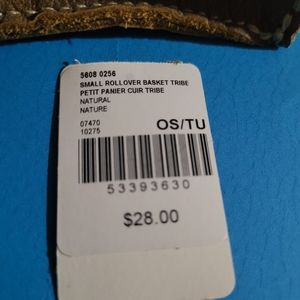 5608 0256
SMALL ROLLOVER BASKET TRIBE
PETIT PANIER CUIR TRIBE
NATURAL
NATURE
07470
10275
OS/TU
53393630
$28.00